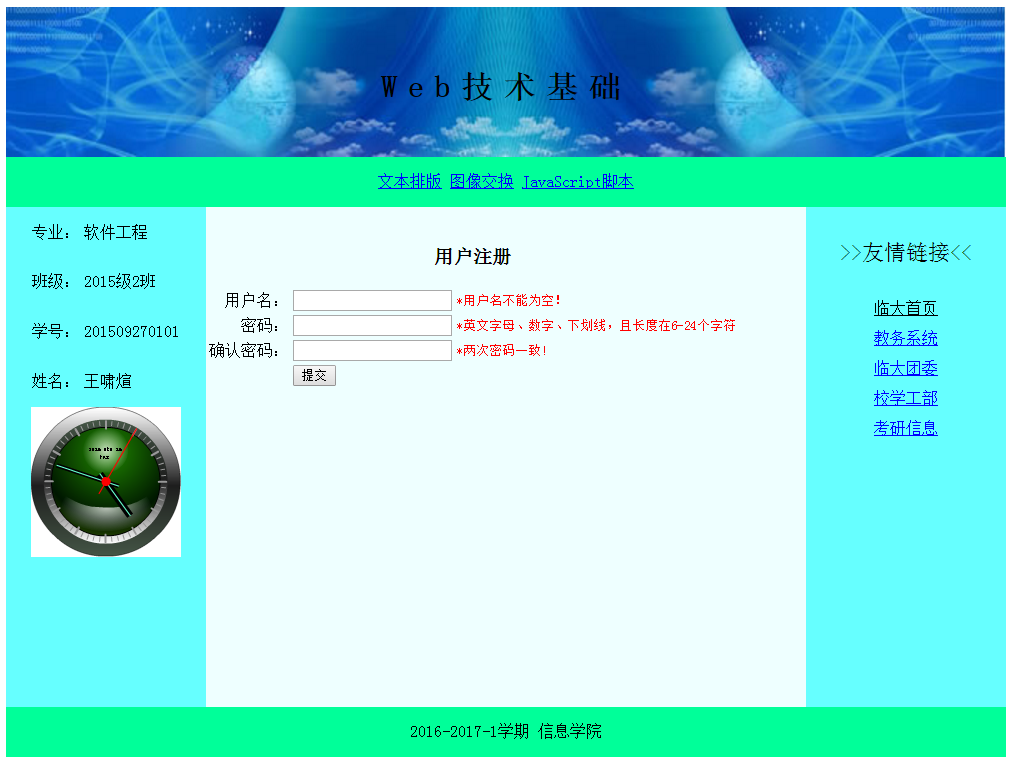 Web技术基础
文本排版 图像交换 JavaScript脚本
专业： 软件工程
班级： 2015级2班
学号： 201509270101
姓名： 王啸煊
用户注册
用户名： *用户名不能为空!
密码： *英文字母、数字、下划线，且长度在6-24个字符
确认密码： *两次密码一致!
提交
>>友情链接<<
临大首页
教务系统
临大团委
校学工部
考研信息
2016-2017-1学期 信息学院